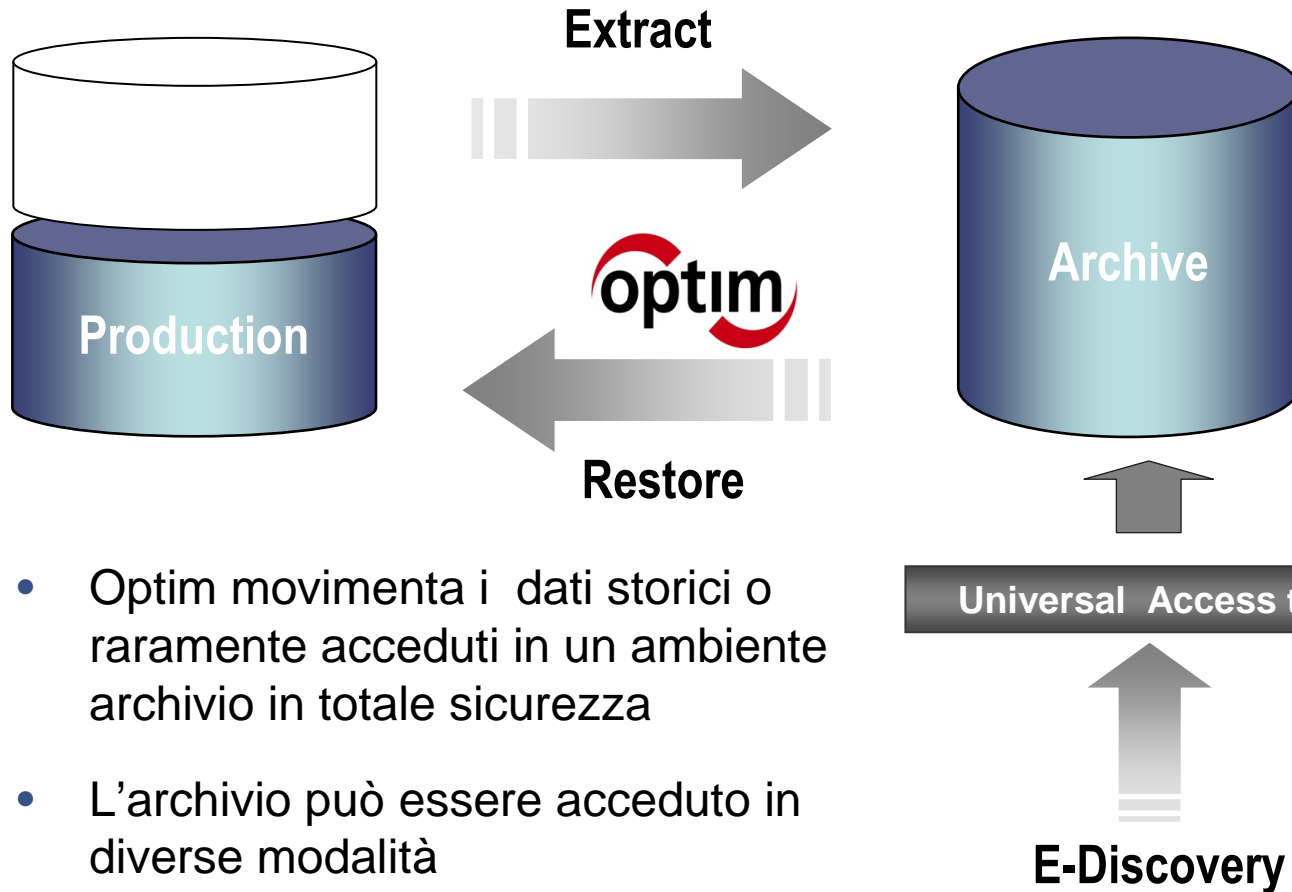 Extract
Production
optim
Archive
Restore
• Optim movimenta i dati storici o
raramente acceduti in un ambiente
archivio in totale sicurezza
• L’archivio può essere acceduto in
diverse modalità
Universal Access t
E-Discovery